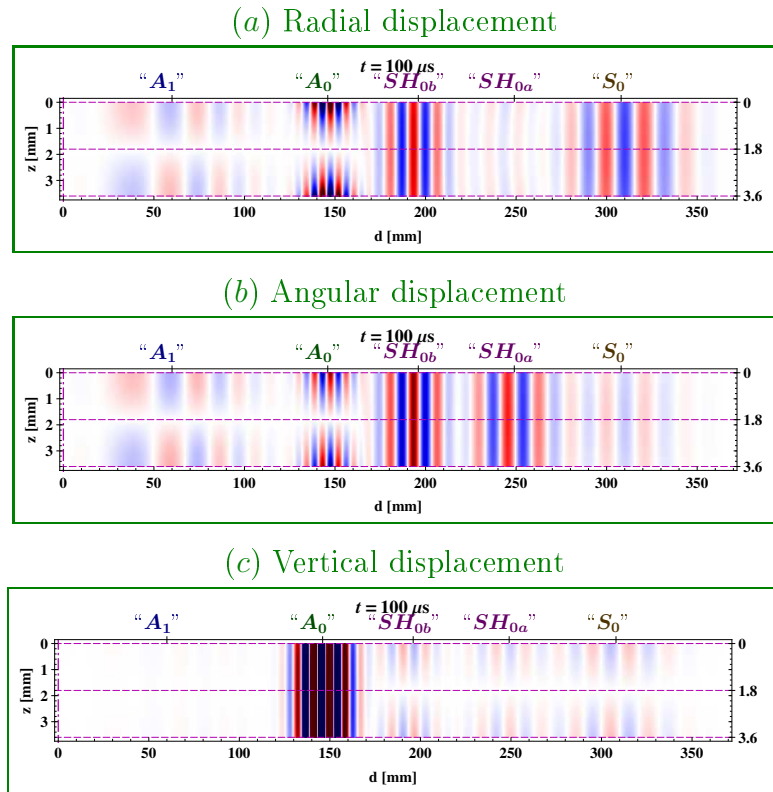 (a) Radial displacement
t = 100 μs
“A1” “A0” “SH0b” “SH0a” “S0”
0 1 2 3
z [mm]
0 1.8 3.6
0 50 100 150 200 250 300 350
d [mm]
(b) Angular displacement
t = 100 μs
“A1” “A0” “SH0b” “SH0a” “S0”
0 1 2 3
z [mm]
0 1.8 3.6
0 50 100 150 200 250 300 350
d [mm]
(c) Vertical displacement
t = 100 μs
“A1” “A0” “SH0b” “SH0a” “S0”
0 1 2 3
z [mm]
0 1.8 3.6
0 50 100 150 200 250 300 350
d [mm]